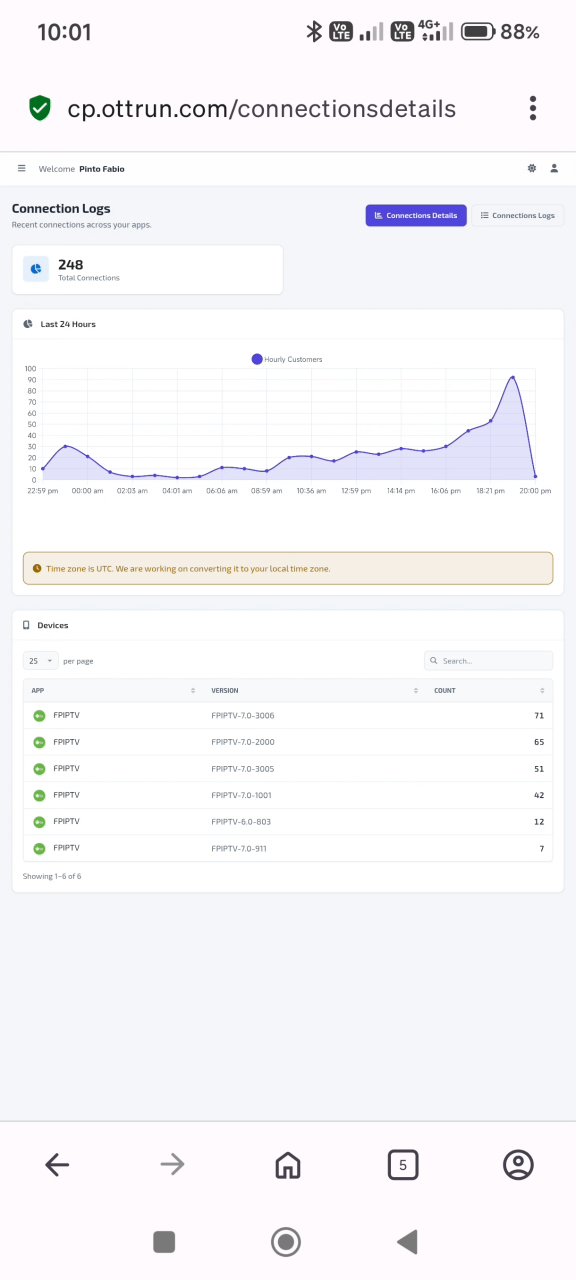 10:01 Vo LTE Vo LTE 4G+ 88%
cp.ottrun.com/connectionsdetails
Welcome Pinto Fabio
Connection Logs
Recent connections across your apps.
Connections Details
Connections Logs
248
Total Connections
Last 24 Hours
Hourly Customers
100
90
80
70
60
50
40
30
20
10
0
22:59 pm 00:00 am 02:03 am 04:01 am 06:06 am 08:59 am 10:36 am 12:59 pm 14:14 pm 16:06 pm 18:21 pm 20:00 pm
Time zone is UTC. We are working on converting it to your local time zone.
Devices
25 per page
Search...
APP VERSION COUNT
FPIPTV FPIPTV-7.0-3006 71
FPIPTV FPIPTV-7.0-2000 65
FPIPTV FPIPTV-7.0-3005 51
FPIPTV FPIPTV-7.0-1001 42
FPIPTV FPIPTV-6.0-803 12
FPIPTV FPIPTV-7.0-911 7
Showing 1–6 of 6
5